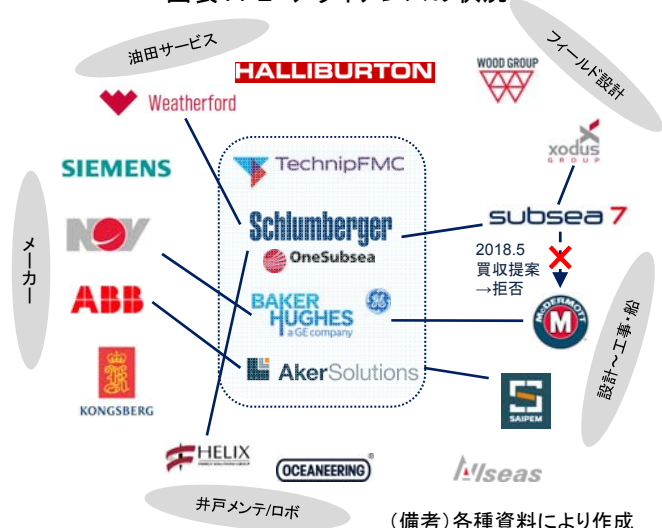 油田サービス
HALLIBURTON
WOOD GROUP
フィールド設計
Weatherford
xodus
GROUP
SIEMENS
TechnipFMC
メーカー
NOV
Schlumberger
OneSubsea
subsea 7
2018.5
買収提案
→拒否
ABB
BAKER
HUGHES
a GE company
GE
McDERMOTT
M
設計～工事・船
KONGSBERG
AkerSolutions
SAIPEM
HELIX
OCEANEERING
Allseas
井戸メンテ/ロボ
(備考)各種資料により作成